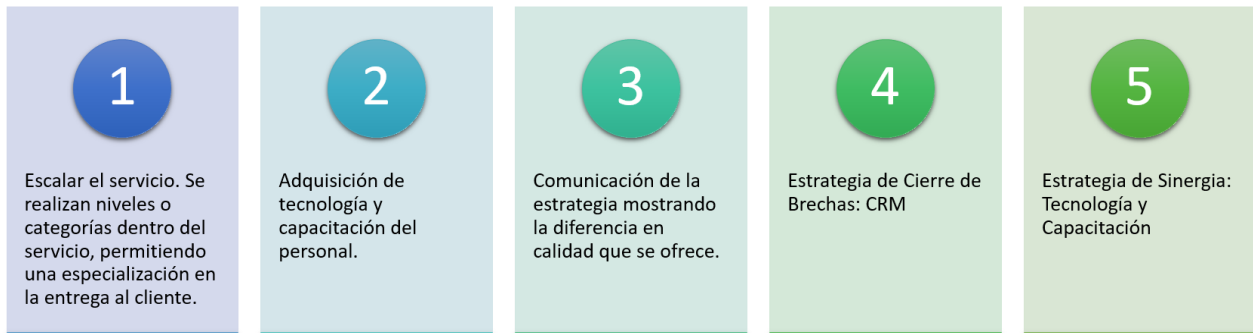 1
Escalar el servicio. Se
realizan niveles o
categorías dentro del
servicio, permitiendo
una especialización en
la entrega al cliente.
2
Adquisición de
tecnología y
capacitación del
personal.
3
Comunicación de la
estrategia mostrando
la diferencia en
calidad que se ofrece.
4
Estrategia de Cierre de
Brechas: CRM
5
Estrategia de Sinergia:
Tecnología y
Capacitación